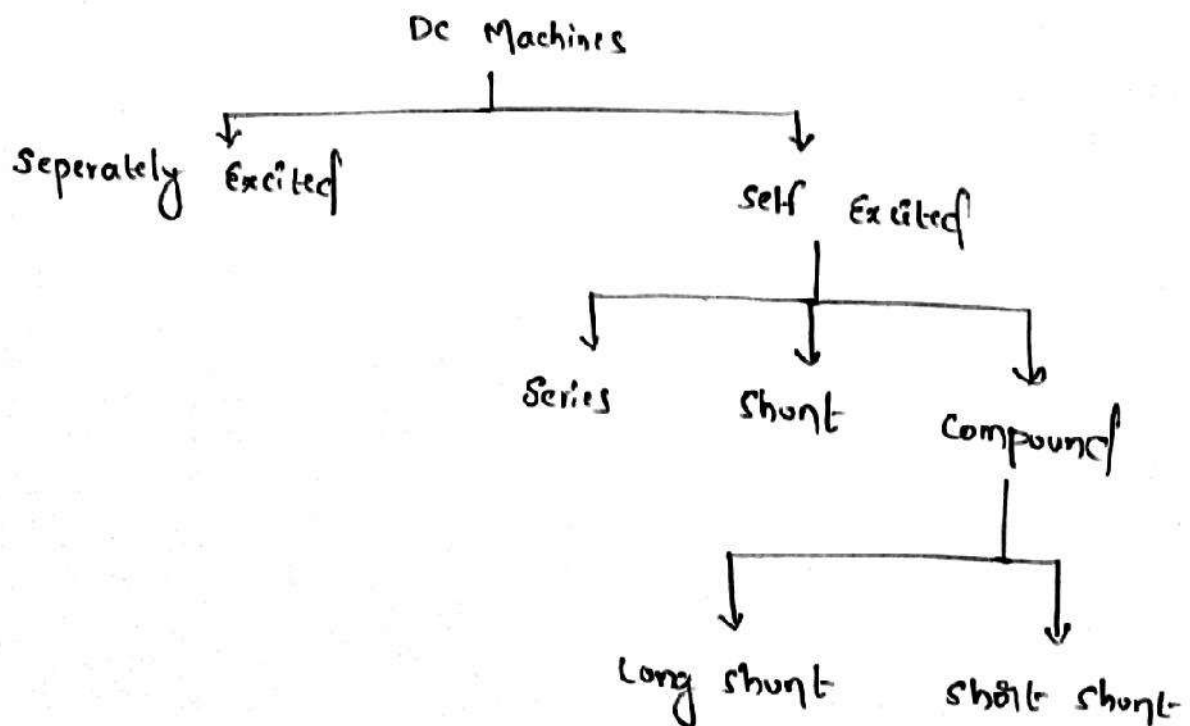 DC Machines
Seperately Excited
Self Excited
Series
Shunt
Compound
Long Shunt
Short Shunt